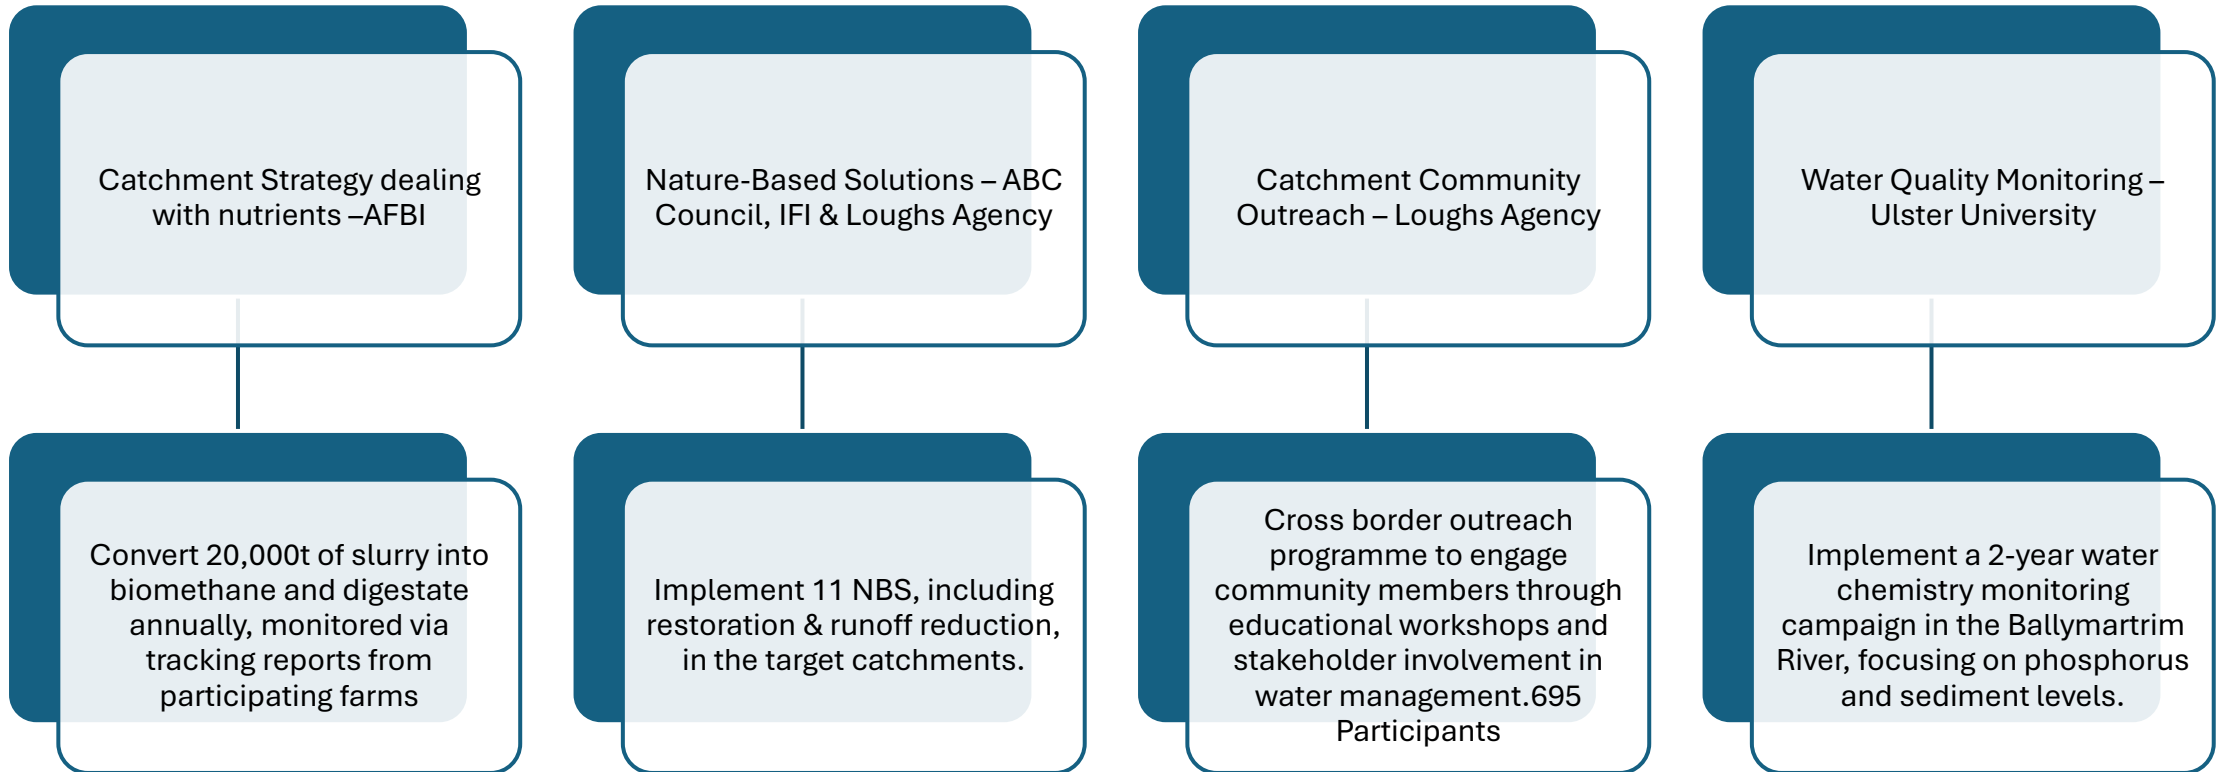 Catchment Strategy dealing
with nutrients –AFBI
Nature-Based Solutions – ABC
Council, IFI & Loughs Agency
Catchment Community
Outreach – Loughs Agency
Water Quality Monitoring –
Ulster University
Convert 20,000t of slurry into
biomethane and digestate
annually, monitored via
tracking reports from
participating farms
Implement 11 NBS, including
restoration & runoff reduction,
in the target catchments.
Cross border outreach
programme to engage
community members through
educational workshops and
stakeholder involvement in
water management.695
Participants
Implement a 2-year water
chemistry monitoring
campaign in the Ballymartrim
River, focusing on phosphorus
and sediment levels.